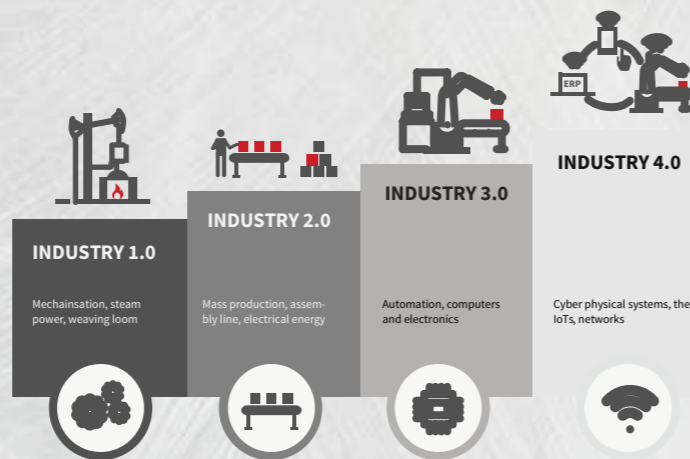 ERP
INDUSTRY 4.0
INDUSTRY 3.0
INDUSTRY 2.0
INDUSTRY 1.0
Mechainsation, steam
power, weaving loom
Mass production, assem-
bly line, electrical energy
Automation, computers
and electronics
Cyber physical systems, the
IoTs, networks